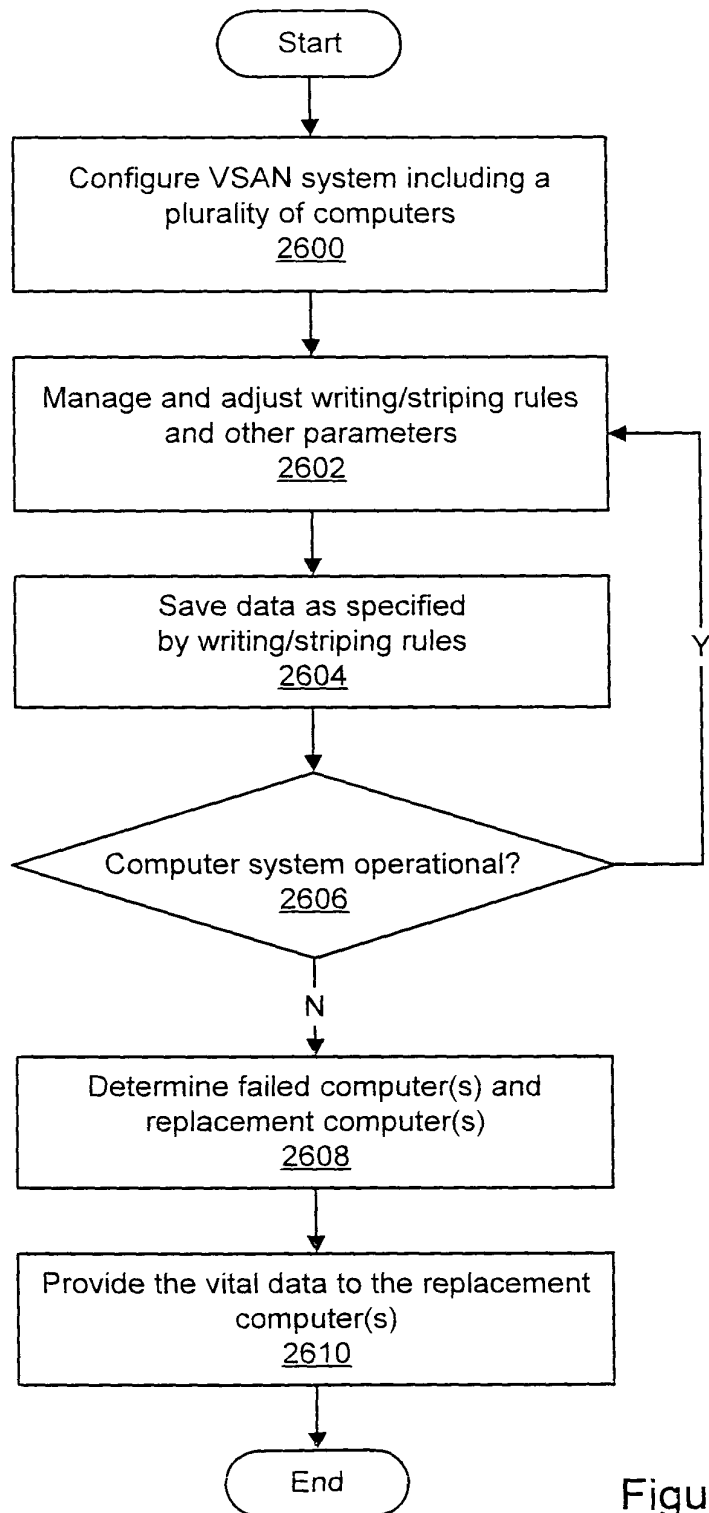 Start
Configure VSAN system including a
plurality of computers
2600
Manage and adjust writing/striping rules
and other parameters
2602
Save data as specified
by writing/striping rules
2604
Y
Computer system operational?
2606
N
Determine failed computer(s) and
replacement computer(s)
2608
Provide the vital data to the replacement
computer(s)
2610
End
Figu